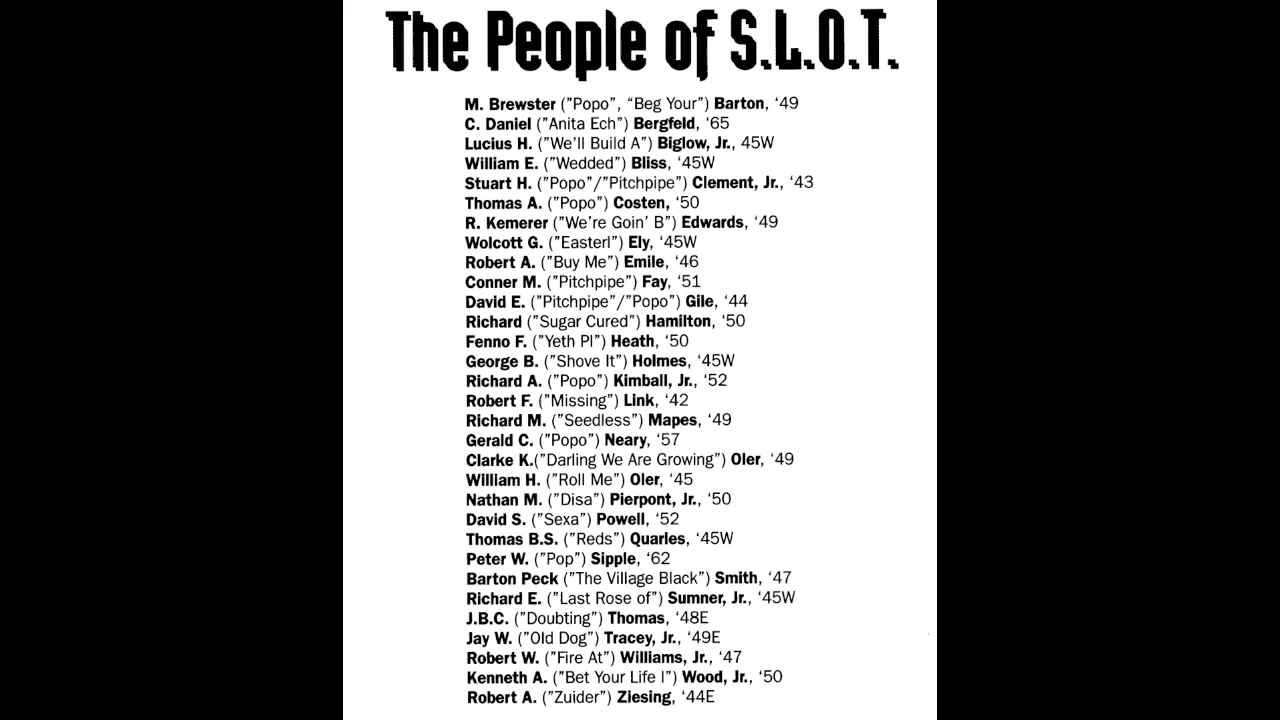 The People of S.L.O.T.
M. Brewster ("Popo", "Beg Your") Barton, '49
C. Daniel ("Anita Ech") Bergfeld, '65
Lucius H. ("We'll Build A") Biglow, Jr., 45W
William E. ("Wedded") Bliss, '45W
Stuart H. ("Popo"/"Pitchpipe") Clement, Jr., '43
Thomas A. ("Popo") Costen, '50
R. Kemerer ("We're Goin' B") Edwards, '49
Wolcott G. ("Easterl") Ely, '45W
Robert A. ("Buy Me") Emile, '46
Conner M. ("Pitchpipe") Fay, '51
David E. ("Pitchpipe"/"Popo") Gile, '44
Richard ("Sugar Cured") Hamilton, '50
Fenno F. ("Yeth Pl") Heath, '50
George B. ("Shove It") Holmes, '45W
Richard A. ("Popo") Kimball, Jr., '52
Robert F. ("Missing") Link, '42
Richard M. ("Seedless") Mapes, '49
Gerald C. ("Popo") Neary, '57
Clarke K.("Darling We Are Growing") Oler, '49
William H. ("Roll Me") Oler, '45
Nathan M. ("Disa") Pierpont, Jr., '50
David S. ("Sexa") Powell, '52
Thomas B.S. ("Reds") Quarles, '45W
Peter W. ("Pop") Sipple, '62
Barton Peck ("The Village Black") Smith, '47
Richard E. ("Last Rose of") Sumner, Jr., '45W
J.B.C. ("Doubting") Thomas, '48E
Jay W. ("Old Dog") Tracey, Jr., '49E
Robert W. ("Fire At") Williams, Jr., '47
Kenneth A. ("Bet Your Life I") Wood, Jr., '50
Robert A. ("Zuider") Ziesing, '44E